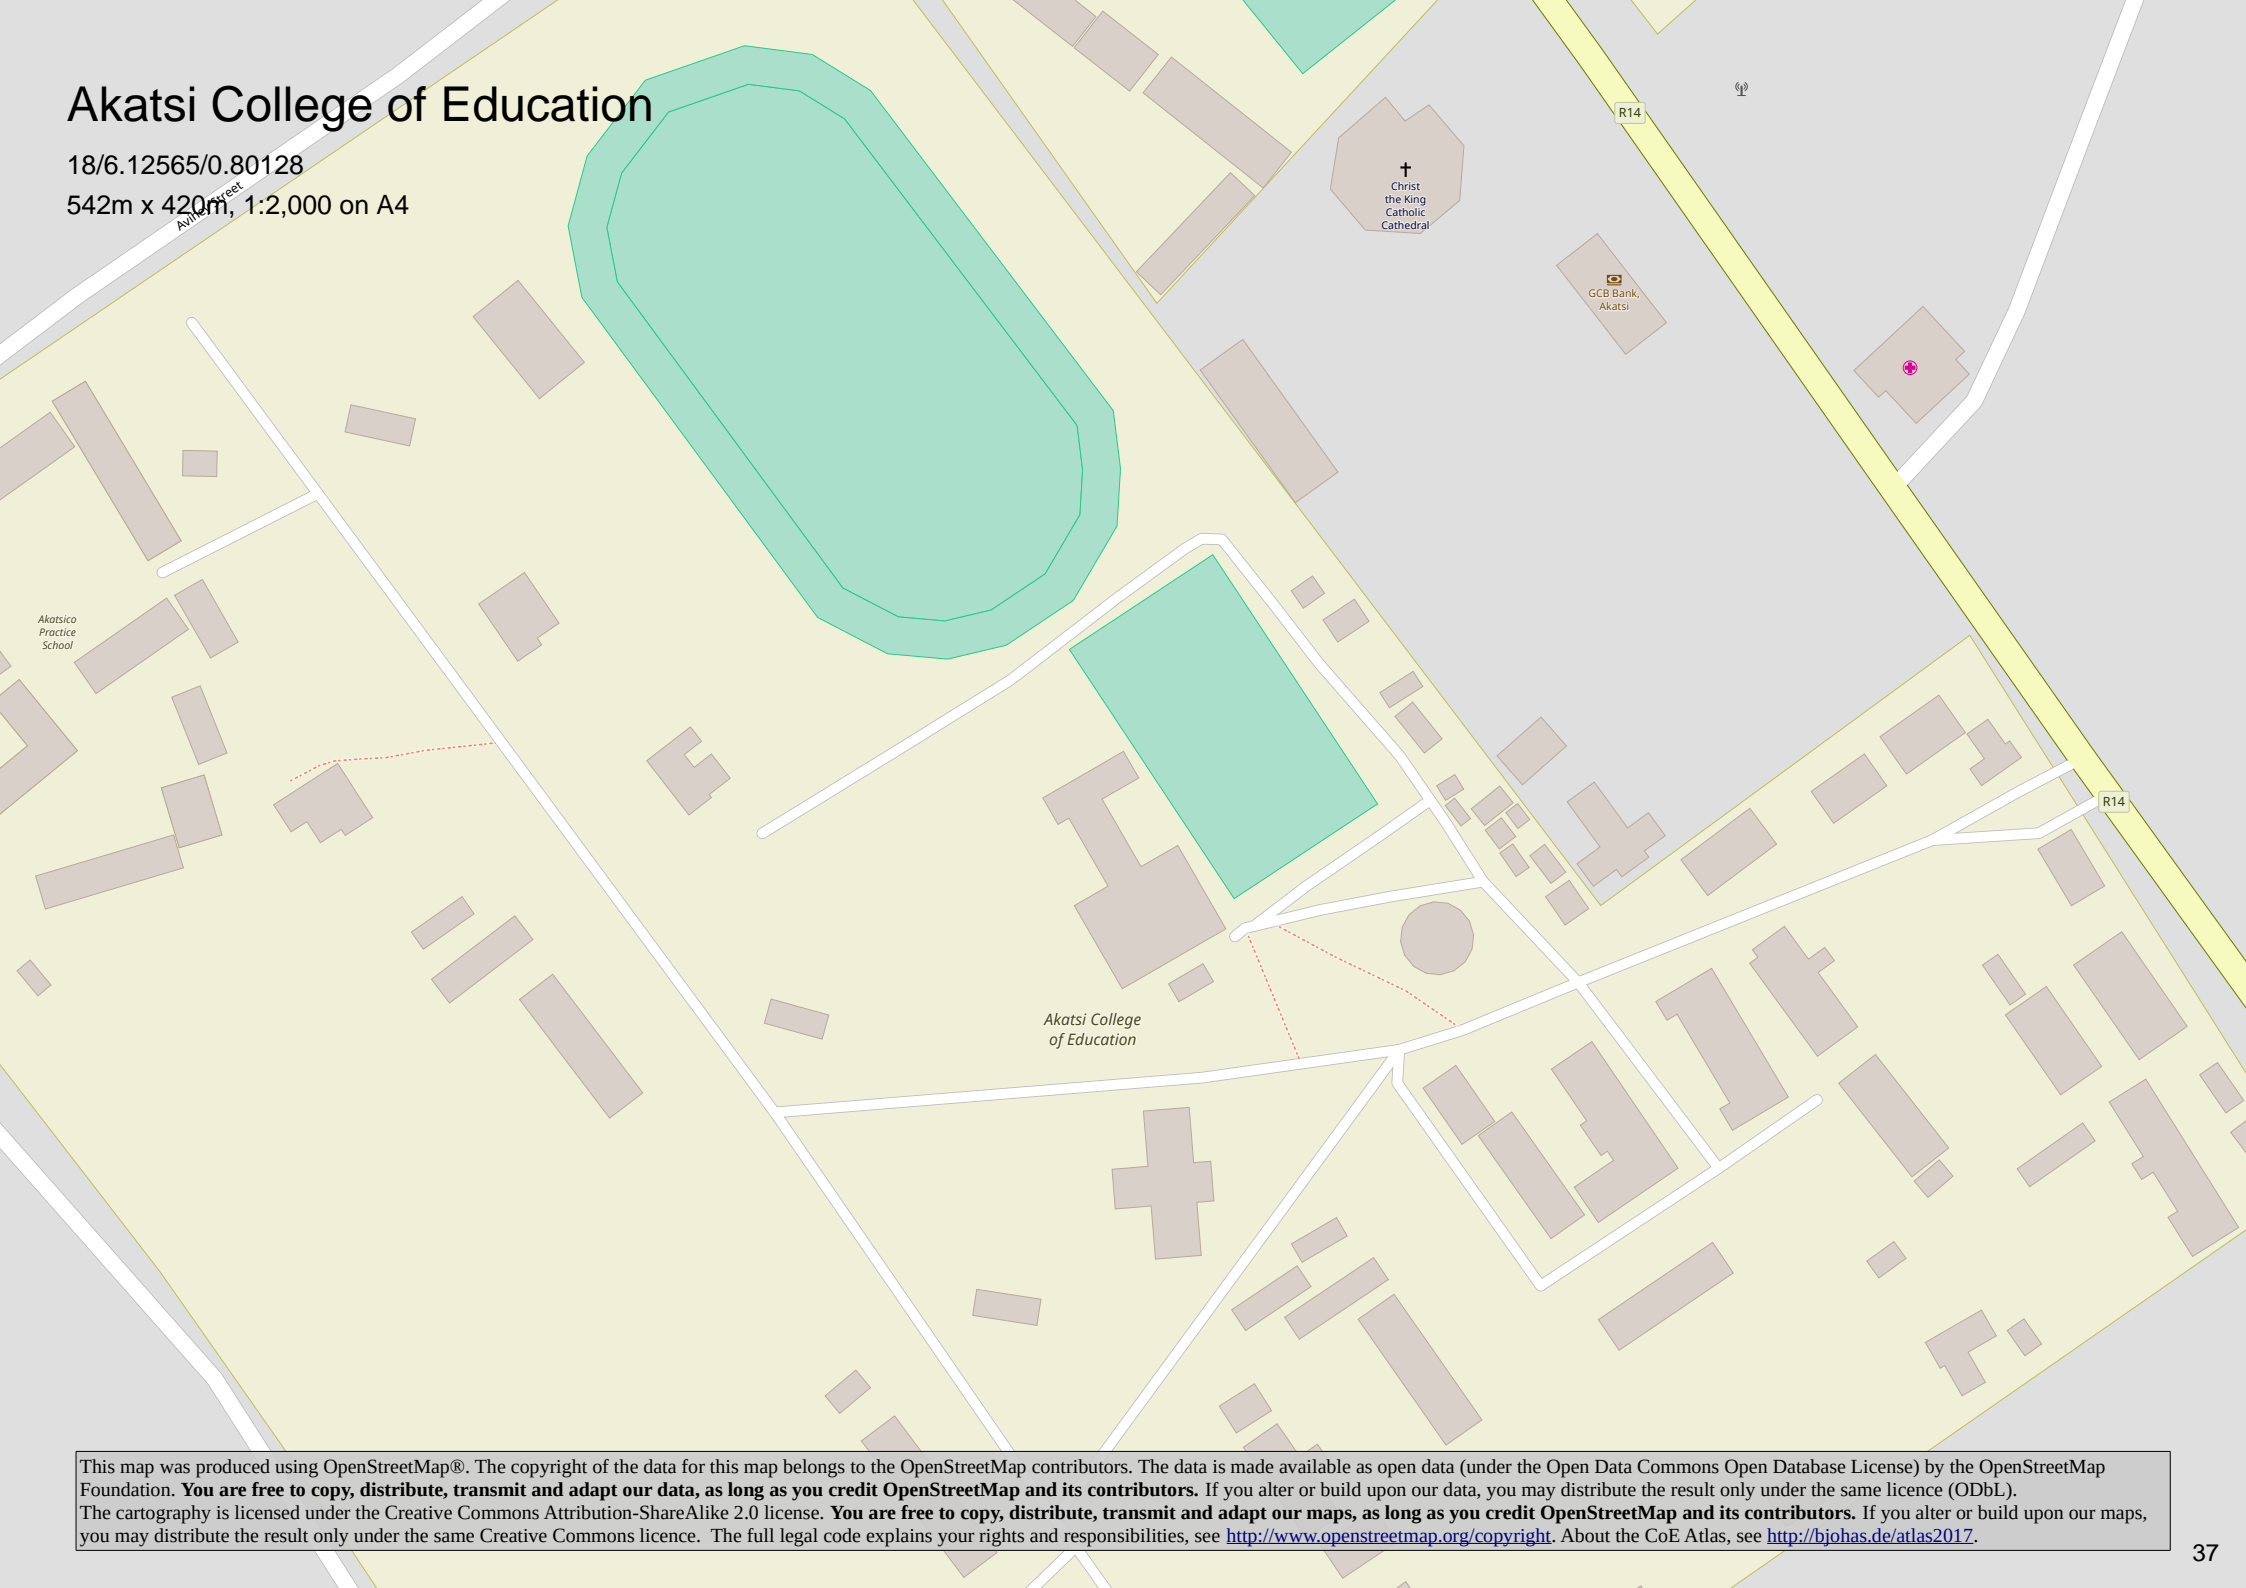 Akatsi College of Education
18/6.12565/0.80128
542m x 420m, 1:2,000 on A4
Aviney Street
R14
Christ
the King
Catholic
Cathedral
GCB Bank,
Akatsi
Akatsico
Practice
School
R14
Akatsi College
of Education
This map was produced using OpenStreetMap®. The copyright of the data for this map belongs to the OpenStreetMap contributors. The data is made available as open data (under the Open Data Commons Open Database License) by the OpenStreetMap
Foundation. You are free to copy, distribute, transmit and adapt our data, as long as you credit OpenStreetMap and its contributors. If you alter or build upon our data, you may distribute the result only under the same licence (ODbL).
The cartography is licensed under the Creative Commons Attribution-ShareAlike 2.0 license. You are free to copy, distribute, transmit and adapt our maps, as long as you credit OpenStreetMap and its contributors. If you alter or build upon our maps,
you may distribute the result only under the same Creative Commons licence. The full legal code explains your rights and responsibilities, see http://www.openstreetmap.org/copyright. About the CoE Atlas, see http://bjohas.de/atlas2017.
37